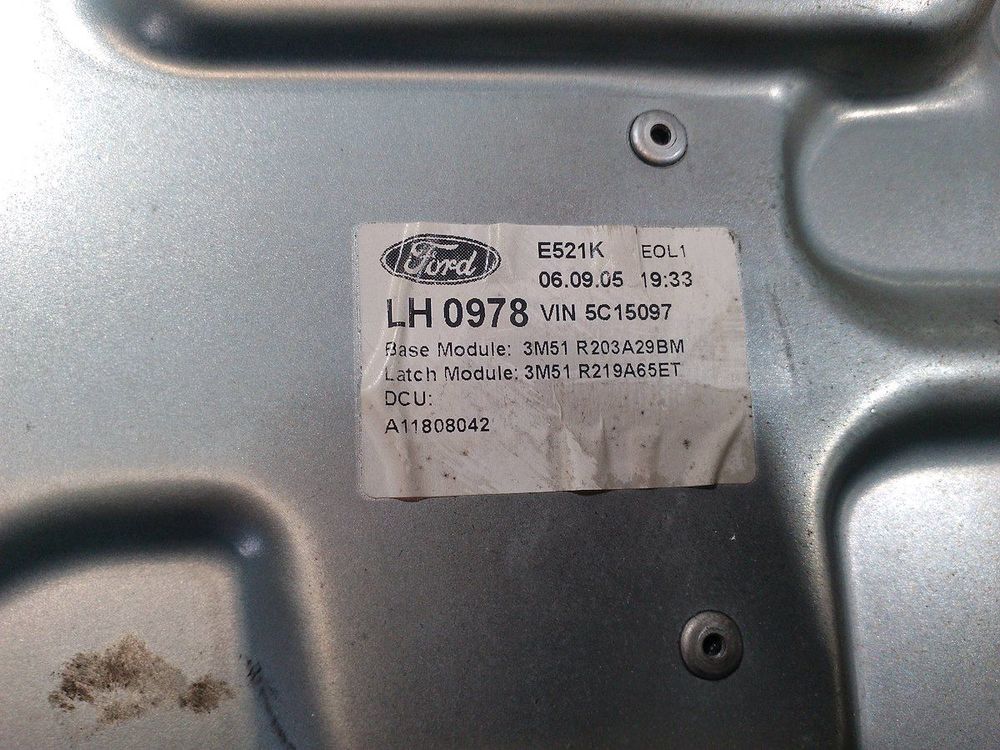 Ford
E521K EOL1
06.09.05 19:33
LH 0978 VIN 5C15097
Base Module: 3M51 R203A29BM
Latch Module: 3M51 R219A65ET
DCU:
A11808042